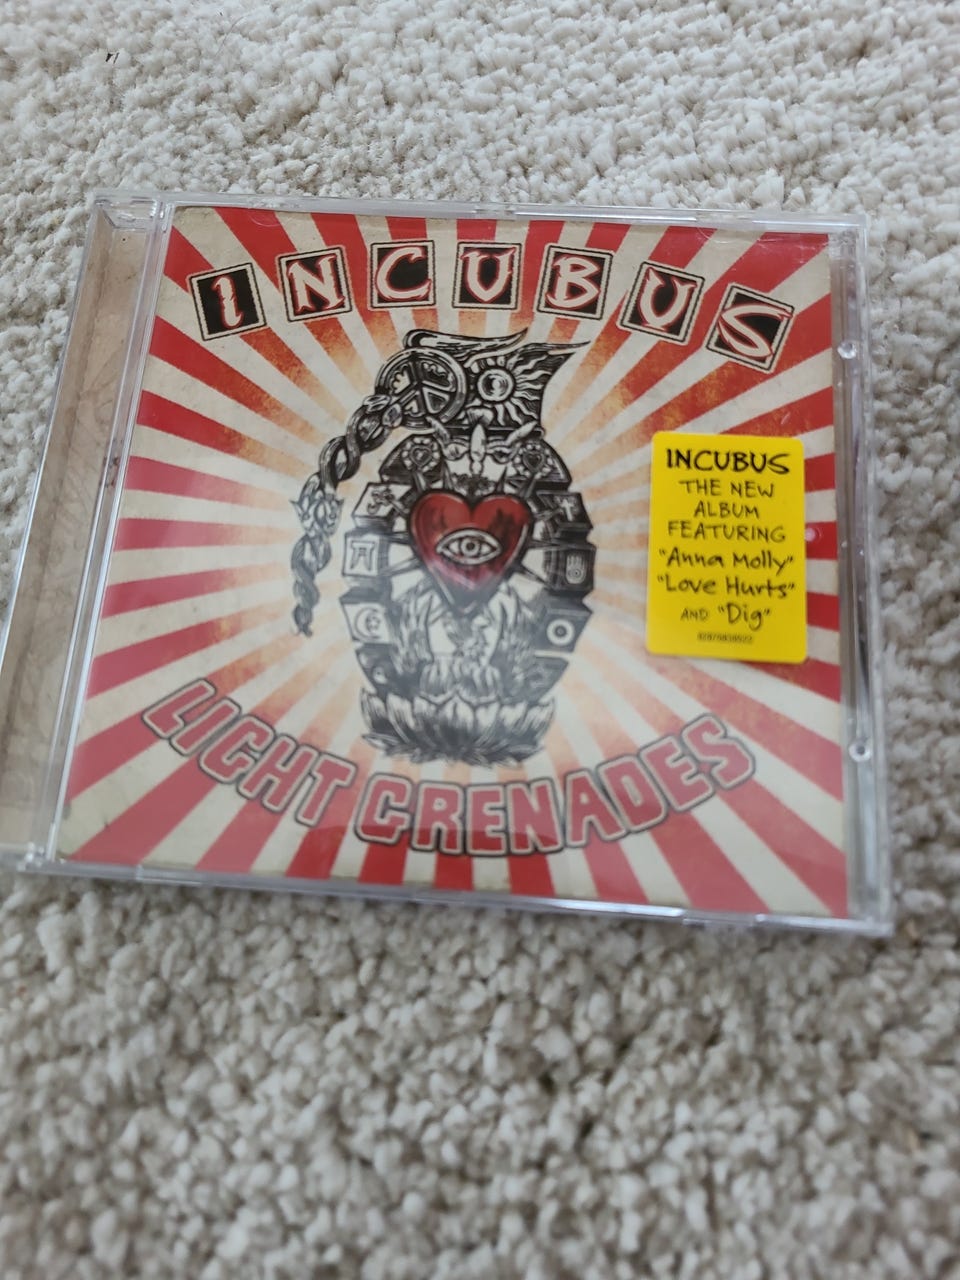 INCUBUS
INCUBUS
THE NEW
ALBUM
FEATURING
"Anna Molly"
"Love Hurts"
AND "Dig"
LIGHT GRENADES